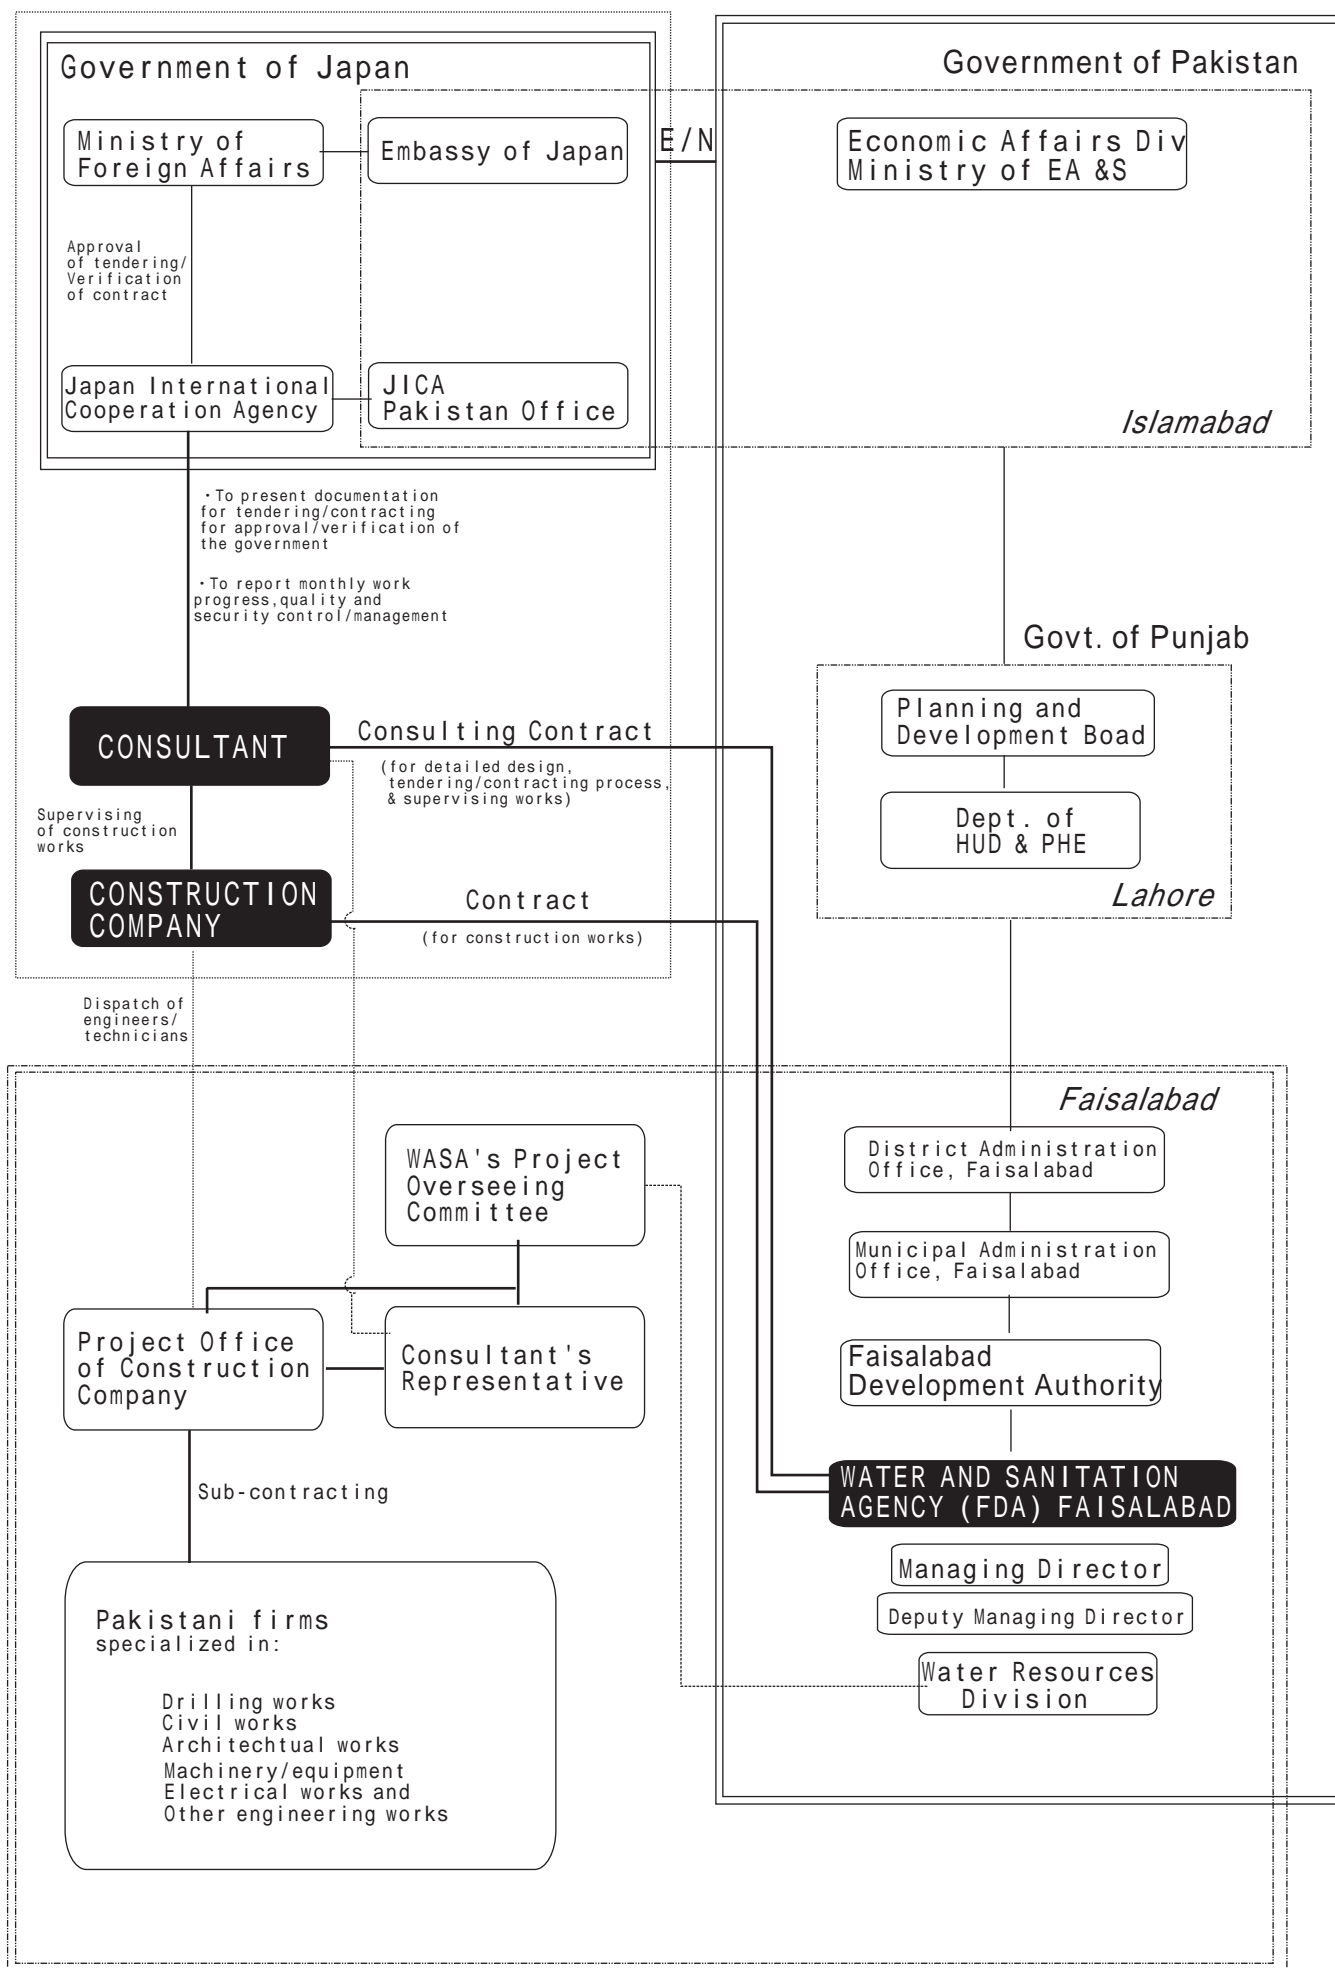 Government of Japan
Government of Pakistan
Ministry of
Foreign Affairs
Embassy of Japan
E/N
Economic Affairs Div
Ministry of EA &S
Approval
of tendering/
Verification
of contract
Japan International
Cooperation Agency
JICA
Pakistan Office
Islamabad
・To present documentation
for tendering/contracting
for approval/verification of
the government
・To report monthly work
progress,quality and
security control/management
Govt. of Punjab
Planning and
Development Boad
CONSULTANT
Consulting Contract
(for detailed design,
tendering/contracting process,
& supervising works)
Supervising
of construction
works
Dept. of
HUD & PHE
Lahore
CONSTRUCTION
COMPANY
Contract
(for construction works)
Dispatch of
engineers/
technicians
Faisalabad
WASA's Project
Overseeing
Committee
District Administration
Office, Faisalabad
Municipal Administration
Office, Faisalabad
Project Office
of Construction
Company
Consultant's
Representative
Faisalabad
Development Authority
Sub-contracting
WATER AND SANITATION
AGENCY (FDA) FAISALABAD
Managing Director
Deputy Managing Director
Water Resources
Division
Pakistani firms
specialized in:
Drilling works
Civil works
Architechtual works
Machinery/equipment
Electrical works and
Other engineering works